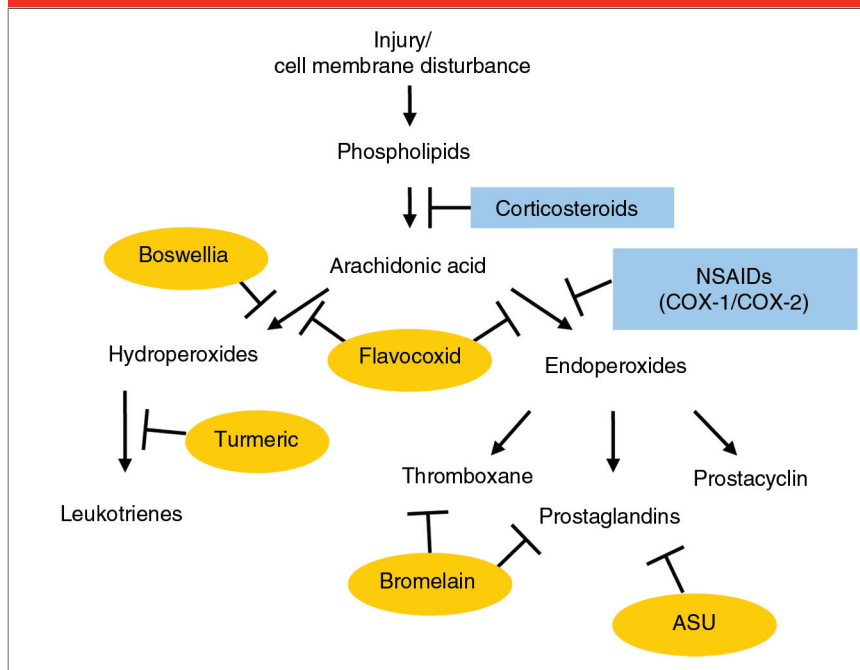 Injury/
cell membrane disturbance
Phospholipids
Corticosteroids
Boswellia
Arachidonic acid
NSAIDs
(COX-1/COX-2)
Hydroperoxides
Flavocoxid
Endoperoxides
Turmeric
Thromboxane
Prostacyclin
Leukotrienes
Prostaglandins
Bromelain
ASU